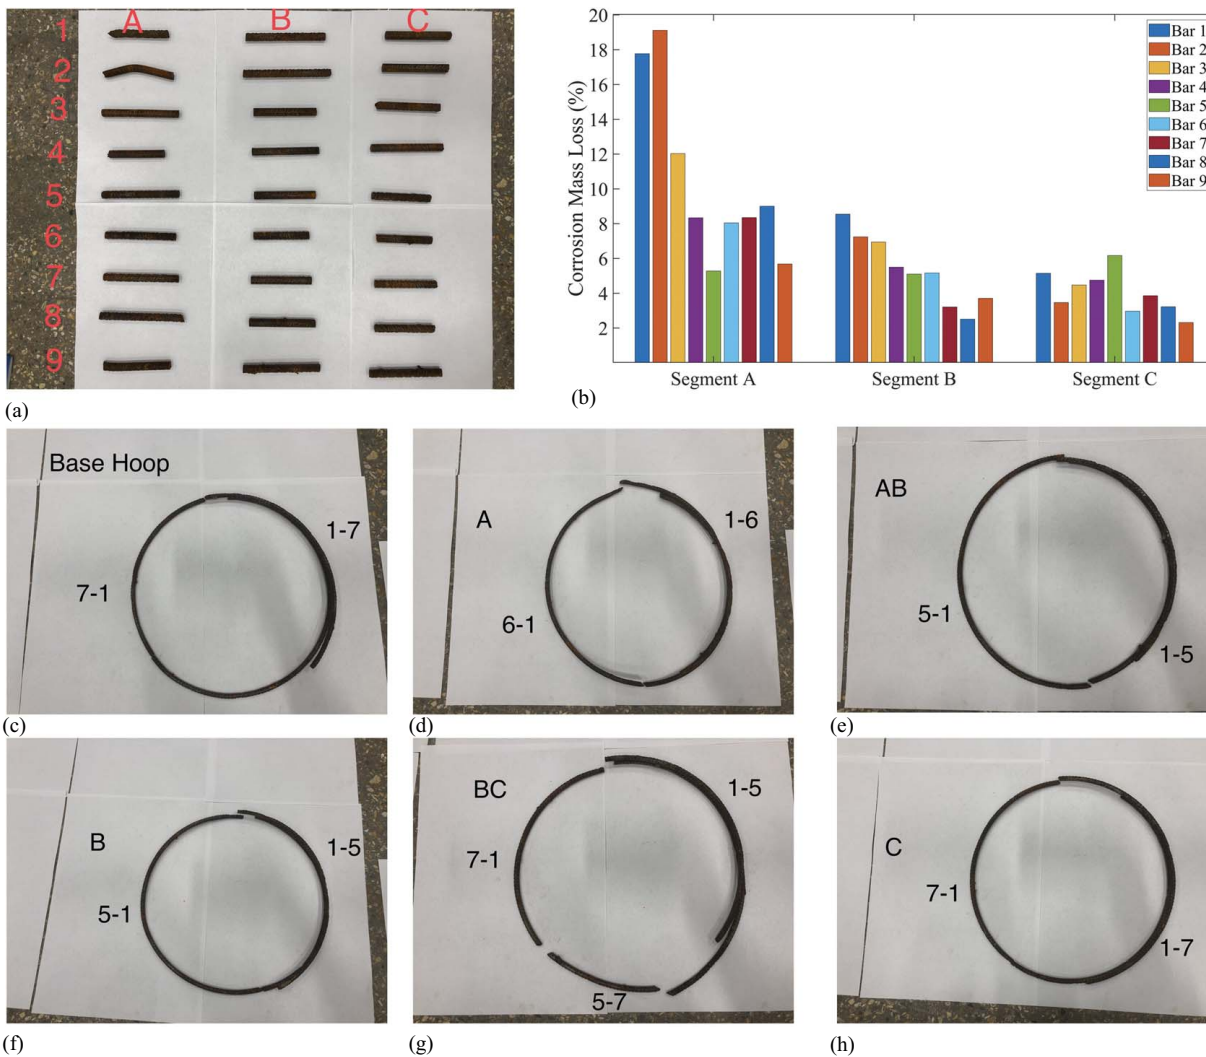 A B C
1
2
3
4
5
6
7
8
9
(a)
Corrosion Mass Loss (%)
20
18
16
14
12
10
8
6
4
2
Segment A Segment B Segment C
Bar 1
Bar 2
Bar 3
Bar 4
Bar 5
Bar 6
Bar 7
Bar 8
Bar 9
(b)
Base Hoop
1-7
7-1
(c)
A
1-6
6-1
(d)
AB
5-1
1-5
(e)
B
1-5
5-1
(f)
BC
1-5
7-1
5-7
(g)
C
7-1
1-7
(h)